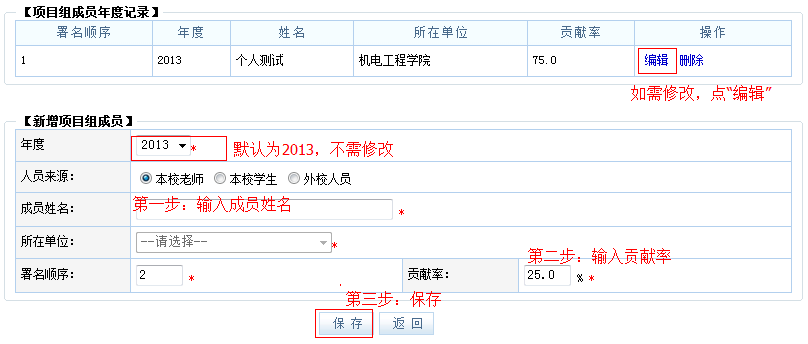 【项目组成员年度记录】
署名顺序 年度 姓名 所在单位 贡献率 操作
1 2013 个人测试 机电工程学院 75.0 编辑 删除
如需修改，点“编辑”
【新增项目组成员】
年度 2013 * 默认为2013，不需修改
人员来源： 本校老师 本校学生 外校人员
成员姓名： 第一步：输入成员姓名 *
所在单位： --请选择-- *
第二步：输入贡献率
署名顺序： 2 * 贡献率： 25.0 % *
第三步：保存
保存 返回